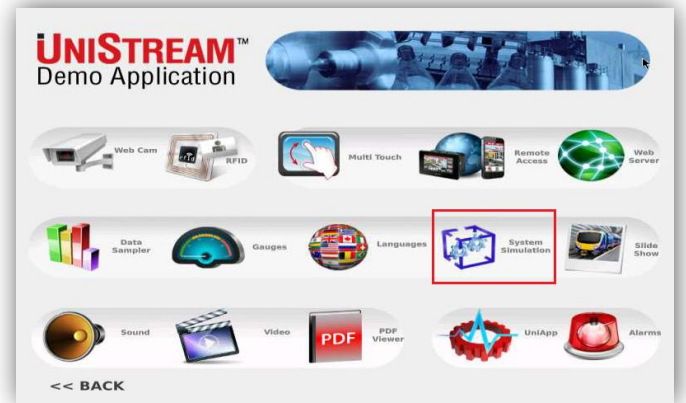 UNISTREAM™
Demo Application
Web Cam
rfid
RFID
Multi Touch
Remote
Access
Web
Server
Data
Sampler
Gauges
Languages
System
Simulation
Slide
Show
Sound
Video
PDF
PDF
Viewer
UniApp
Alarms
<< BACK